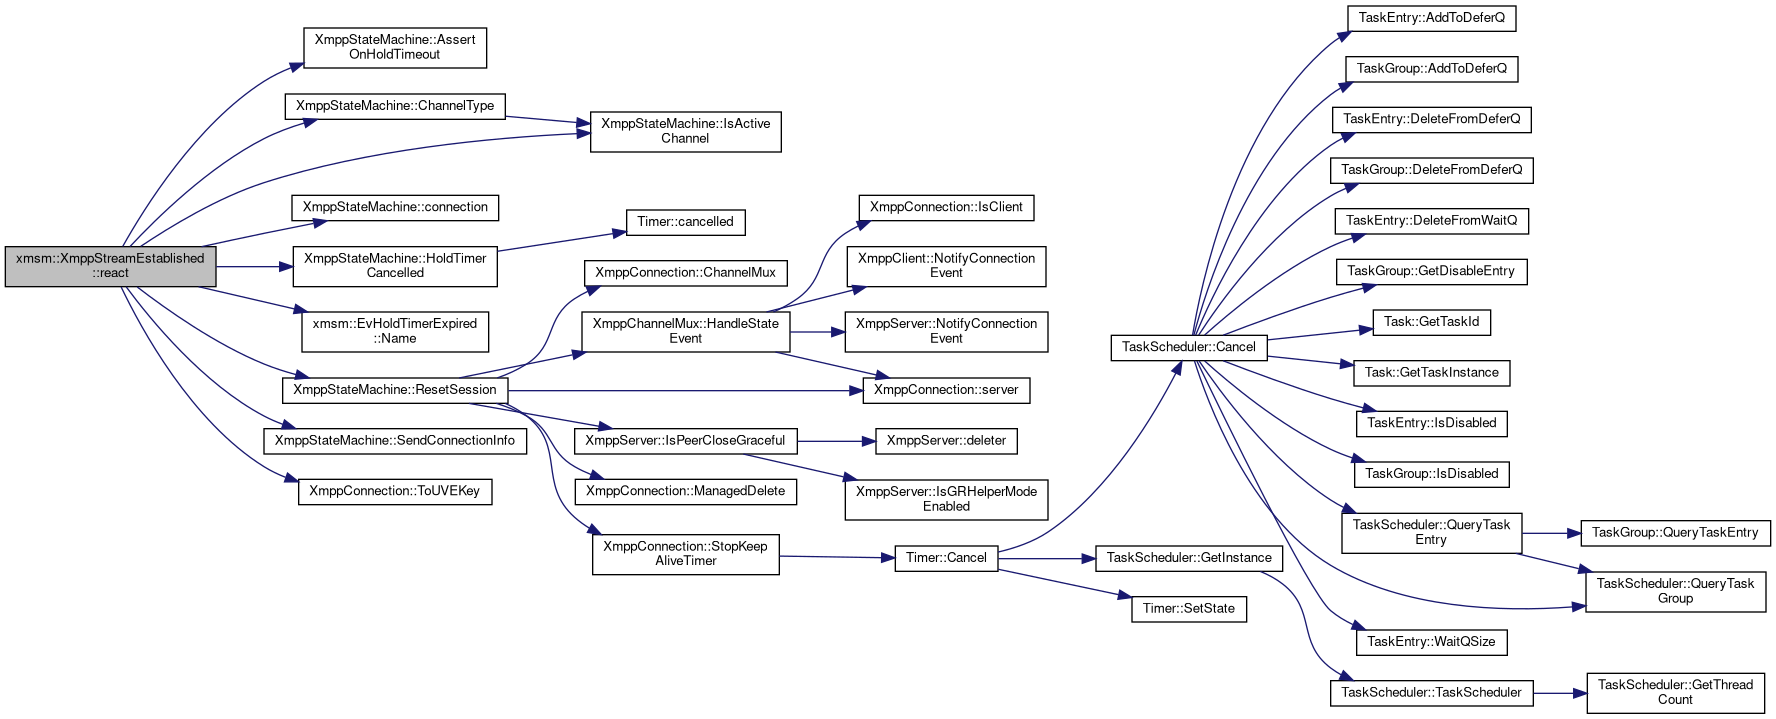 xmsm::XmppStreamEstablished
::react
XmppStateMachine::Assert
OnHoldTimeout
XmppStateMachine::ChannelType
XmppStateMachine::IsActive
Channel
XmppStateMachine::connection
XmppStateMachine::HoldTimer
Cancelled
Timer::cancelled
xmsm::EvHoldTimerExpired
::Name
XmppStateMachine::ResetSession
XmppStateMachine::SendConnectionInfo
XmppConnection::ToUVEKey
XmppConnection::ChannelMux
XmppChannelMux::HandleState
Event
XmppServer::IsPeerCloseGraceful
XmppConnection::ManagedDelete
XmppConnection::StopKeep
AliveTimer
XmppConnection::IsClient
XmppClient::NotifyConnection
Event
XmppServer::NotifyConnection
Event
XmppConnection::server
XmppServer::deleter
XmppServer::IsGRHelperMode
Enabled
Timer::Cancel
TaskScheduler::Cancel
TaskScheduler::GetInstance
Timer::SetState
TaskEntry::AddToDeferQ
TaskGroup::AddToDeferQ
TaskEntry::DeleteFromDeferQ
TaskGroup::DeleteFromDeferQ
TaskEntry::DeleteFromWaitQ
TaskGroup::GetDisableEntry
Task::GetTaskId
Task::GetTaskInstance
TaskEntry::IsDisabled
TaskGroup::IsDisabled
TaskScheduler::QueryTask
Entry
TaskGroup::QueryTaskEntry
TaskScheduler::QueryTask
Group
TaskEntry::WaitQSize
TaskScheduler::TaskScheduler
TaskScheduler::GetThread
Count